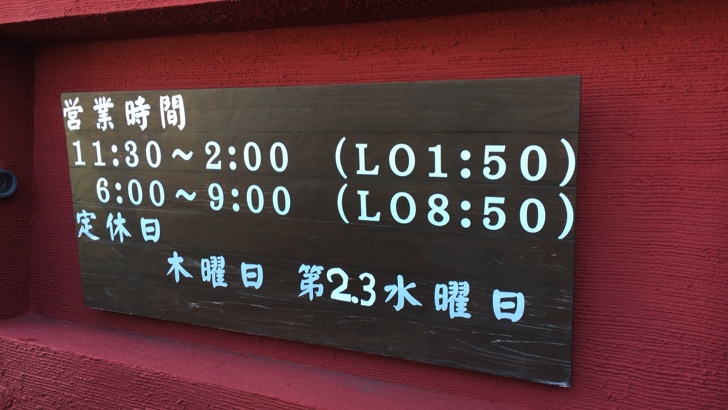 営業時間
11:30～2:00 (LO1:50)
6:00～9:00 (LO8:50)
定休日
木曜日 第2.3水曜日